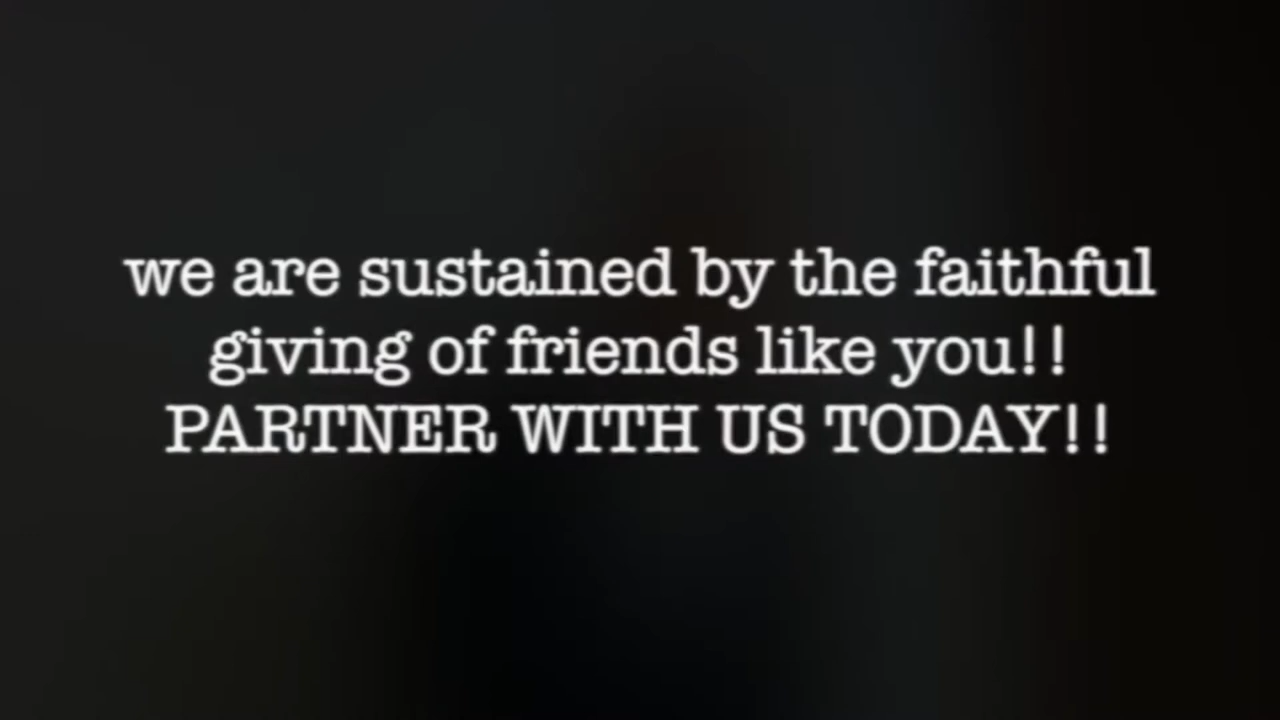 we are sustained by the faithful
giving of friends like you!!
PARTNER WITH US TODAY!!